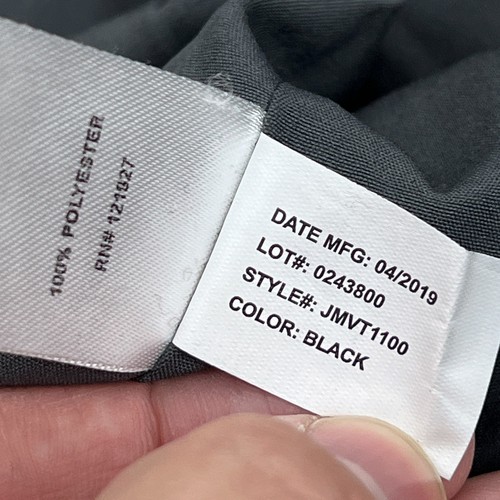 100% POLYESTER
RN# 121927
DATE MFG: 04/2019
LOT#: 0243800
STYLE#: JMVT1100
COLOR: BLACK